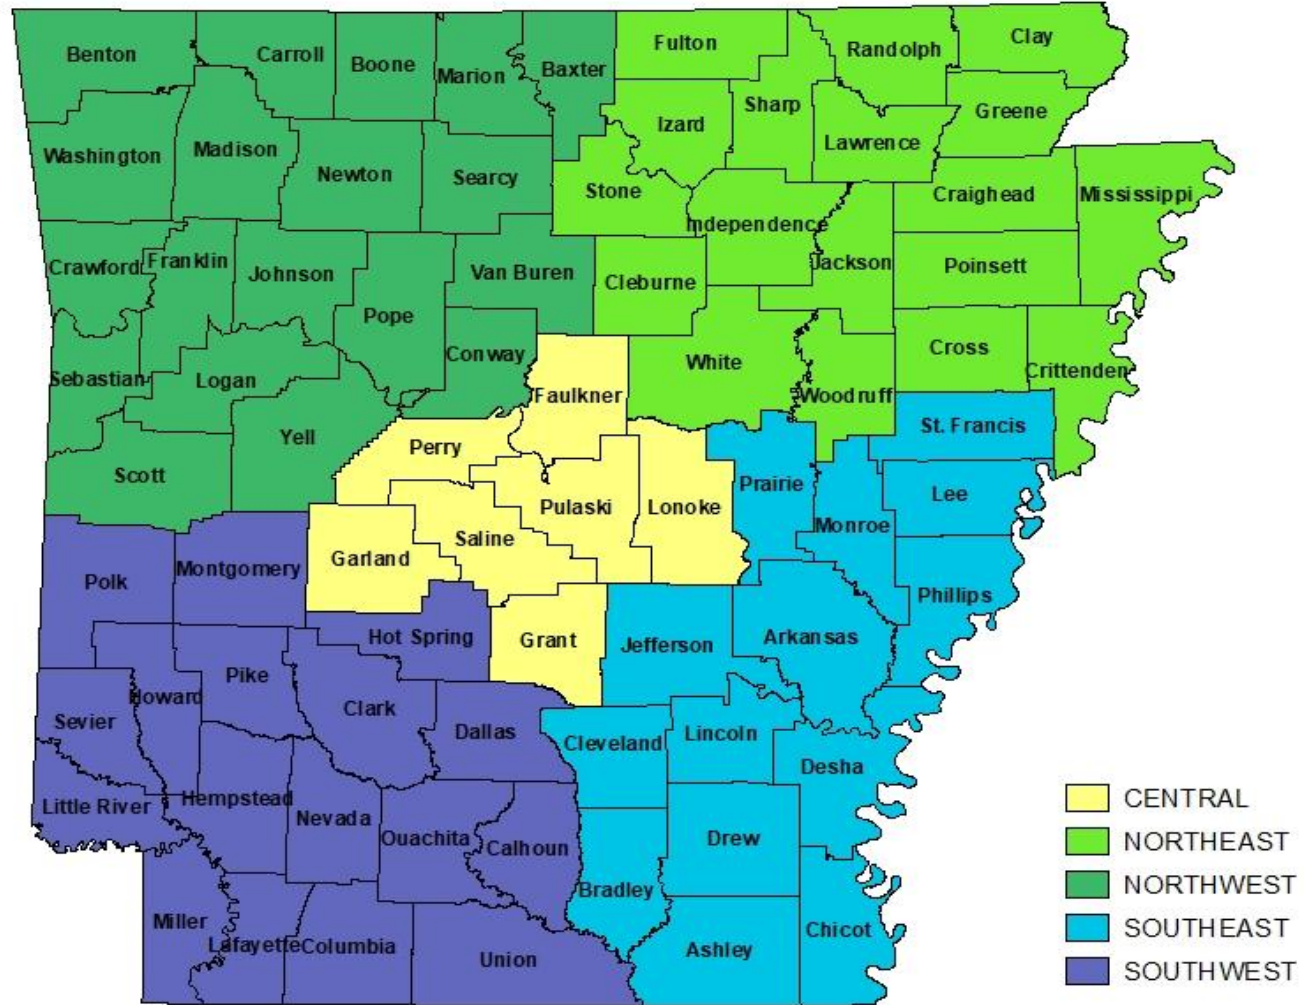 Benton
Carroll
Boone
Marion
Baxter
Fulton
Randolph
Clay
Washington
Madison
Newton
Searcy
Stone
Izard
Sharp
Lawrence
Greene
Craighead
Mississippi
Independence
Jackson
Poinsett
Crawford
Franklin
Johnson
Pope
Van Buren
Cleburne
Conway
White
Woodruff
Cross
Crittenden
Sebastian
Logan
Yell
Scott
Faulkner
Perry
Pulaski
Lonoke
Saline
Garland
Grant
Prairie
St. Francis
Lee
Monroe
Phillips
Arkansas
Jefferson
Polk
Montgomery
Hot Spring
Howard
Pike
Clark
Dallas
Sevier
Little River
Hempstead
Nevada
Ouachita
Calhoun
Cleveland
Lincoln
Desha
Drew
Bradley
Miller
Lafayette
Columbia
Union
Ashley
Chicot
CENTRAL
NORTHEAST
NORTHWEST
SOUTHEAST
SOUTHWEST